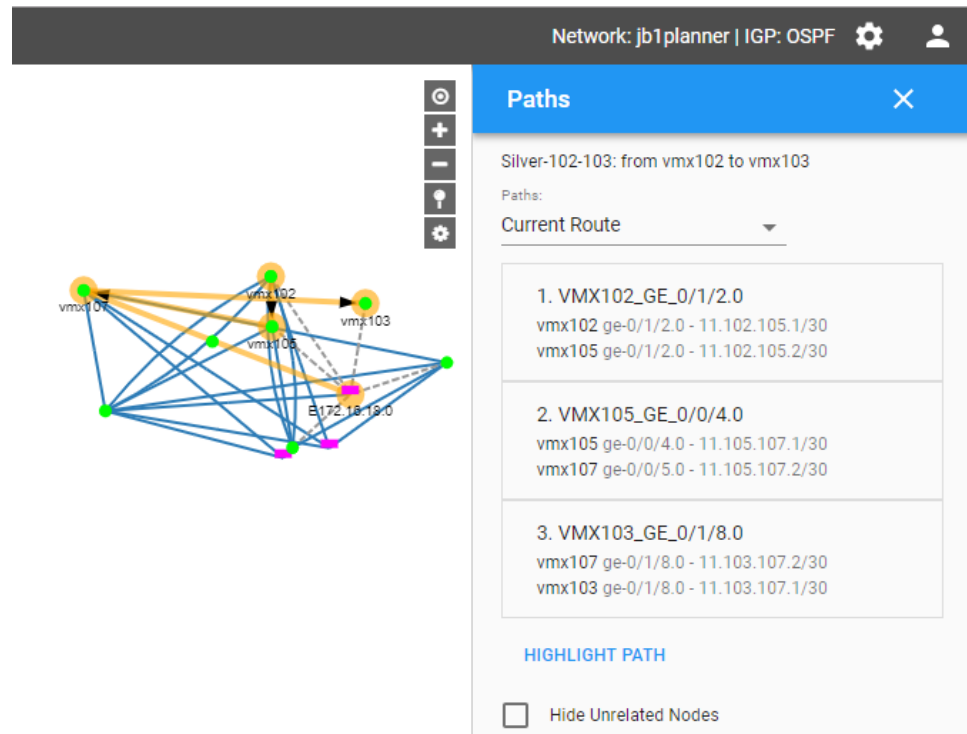 Network: jb1planner | IGP: OSPF
Paths
Silver-102-103: from vmx102 to vmx103
Paths:
Current Route
1. VMX102_GE_0/1/2.0
vmx102 ge-0/1/2.0 - 11.102.105.1/30
vmx105 ge-0/1/2.0 - 11.102.105.2/30
2. VMX105_GE_0/0/4.0
vmx105 ge-0/0/4.0 - 11.105.107.1/30
vmx107 ge-0/0/5.0 - 11.105.107.2/30
3. VMX103_GE_0/1/8.0
vmx107 ge-0/1/8.0 - 11.103.107.2/30
vmx103 ge-0/1/8.0 - 11.103.107.1/30
HIGHLIGHT PATH
Hide Unrelated Nodes
vmx102
vmx107
vmx103
vmx105
E172.16.18.0